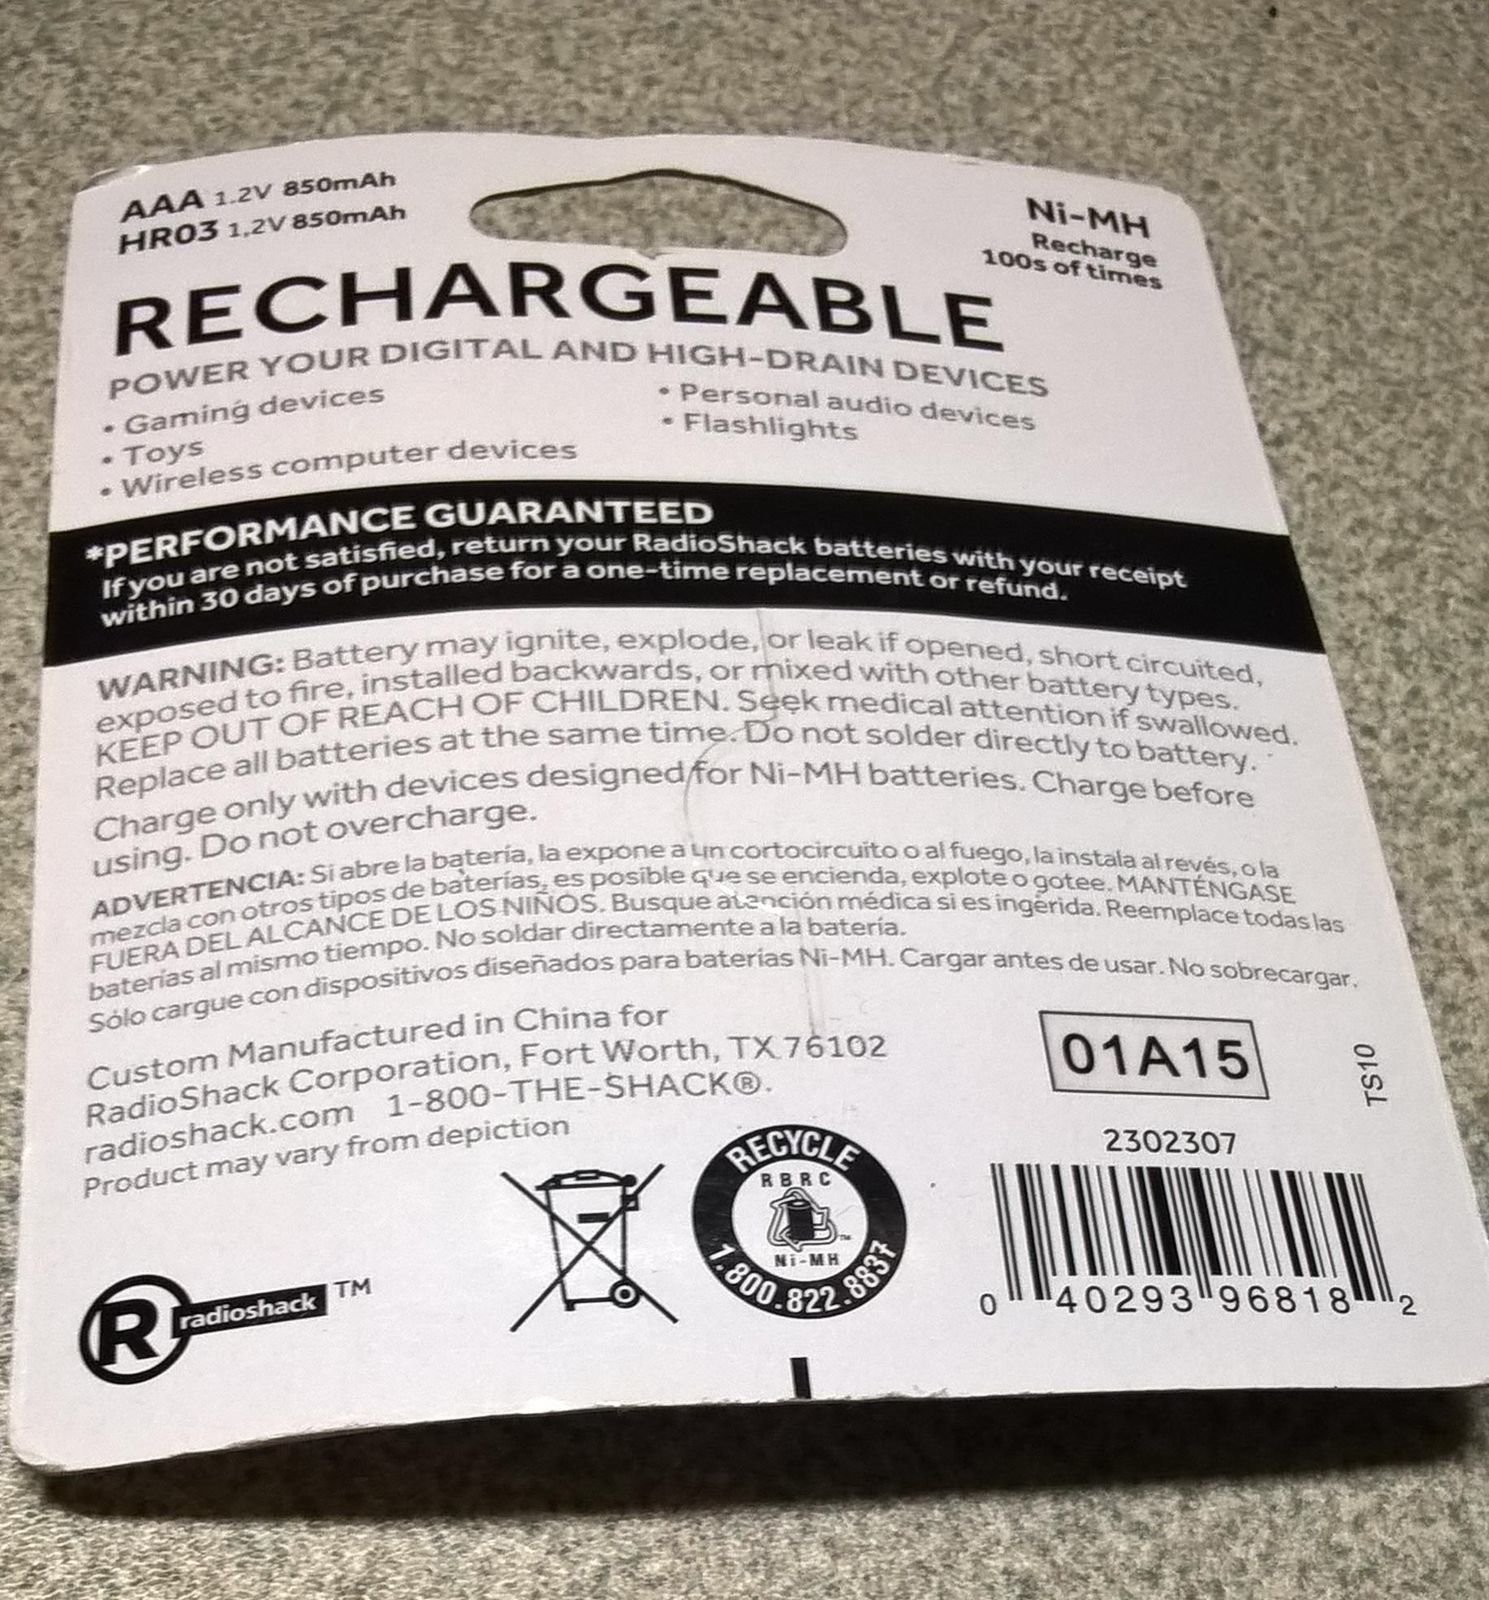 AAA 1.2V 850mAh
HR03 1.2V 850mAh
Ni-MH
Recharge
100s of times
RECHARGEABLE
POWER YOUR DIGITAL AND HIGH-DRAIN DEVICES
• Gaming devices
• Toys
• Wireless computer devices
• Personal audio devices
• Flashlights
*PERFORMANCE GUARANTEED
If you are not satisfied, return your RadioShack batteries with your receipt
within 30 days of purchase for a one-time replacement or refund.
WARNING: Battery may ignite, explode, or leak if opened, short circuited,
exposed to fire, installed backwards, or mixed with other battery types.
KEEP OUT OF REACH OF CHILDREN. Seek medical attention if swallowed.
Replace all batteries at the same time. Do not solder directly to battery.
Charge only with devices designed for Ni-MH batteries. Charge before
using. Do not overcharge.
ADVERTENCIA: Si abre la batería, la expone a un cortocircuito o al fuego, la instala al revés, o la
mezcla con otros tipos de baterías, es posible que se encienda, explote o gotee. MANTÉNGASE
FUERA DEL ALCANCE DE LOS NIÑOS. Busque atención médica si es ingerida. Reemplace todas las
baterías al mismo tiempo. No soldar directamente a la batería.
Sólo cargue con dispositivos diseñados para baterías Ni-MH. Cargar antes de usar. No sobrecargar.
Custom Manufactured in China for
RadioShack Corporation, Fort Worth, TX 76102
radioshack.com 1-800-THE-SHACK®.
Product may vary from depiction
01A15
TS10
2302307
RECYCLE
RBRC
TM
Ni-MH
1.800.822.8837
R radioshack TM
0 40293 96818 2